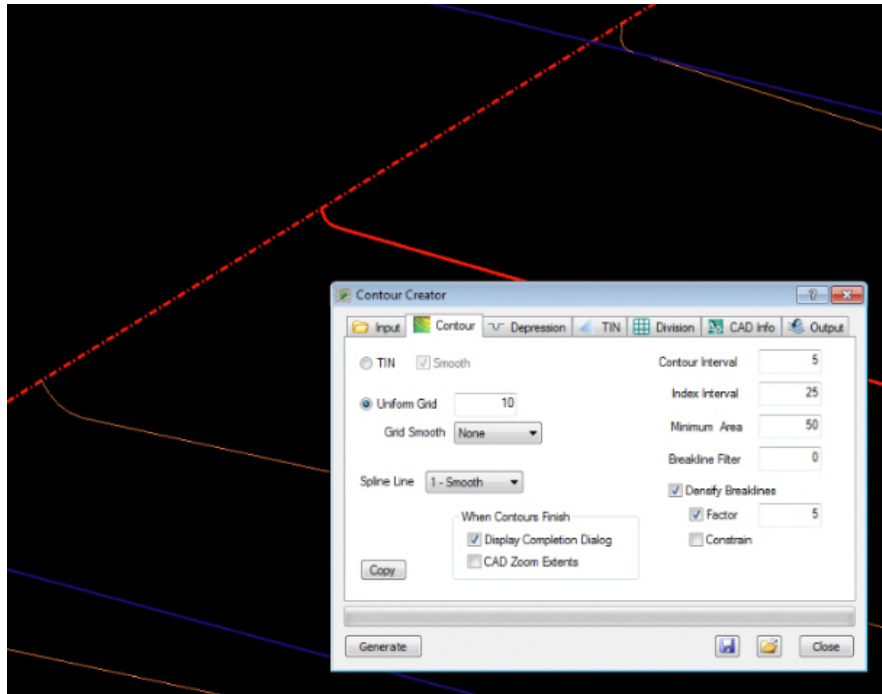 Contour Creator
Input Contour Depression TIN Division CAD Info Output
TIN Smooth Contour Interval 5
Index Interval 25
Uniform Grid 10
Minimum Area 50
Grid Smooth None
Breakline Filter 0
Spline Line 1 - Smooth
Densify Breaklines
When Contours Finish
Factor 5
Display Completion Dialog
Constrain
CAD Zoom Extents
Copy
Generate
Close